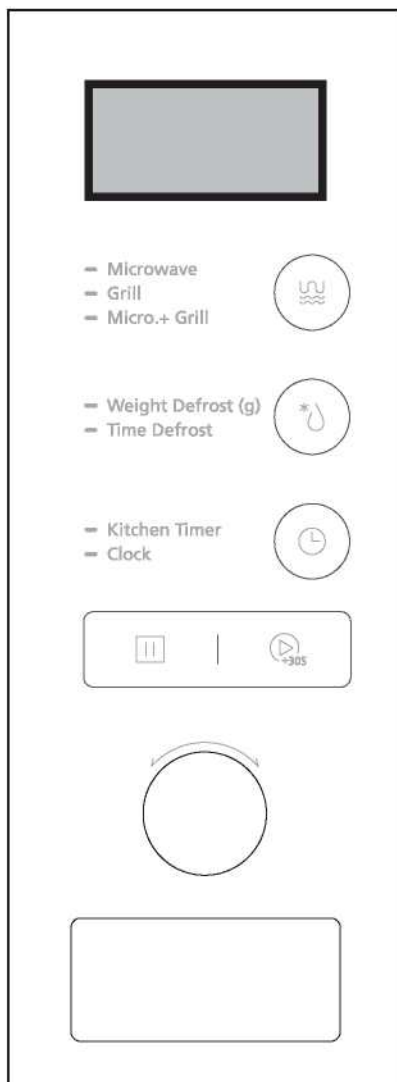 Microwave
Grill
Micro.+ Grill
Weight Defrost (g)
Time Defrost
Kitchen Timer
Clock
+30S